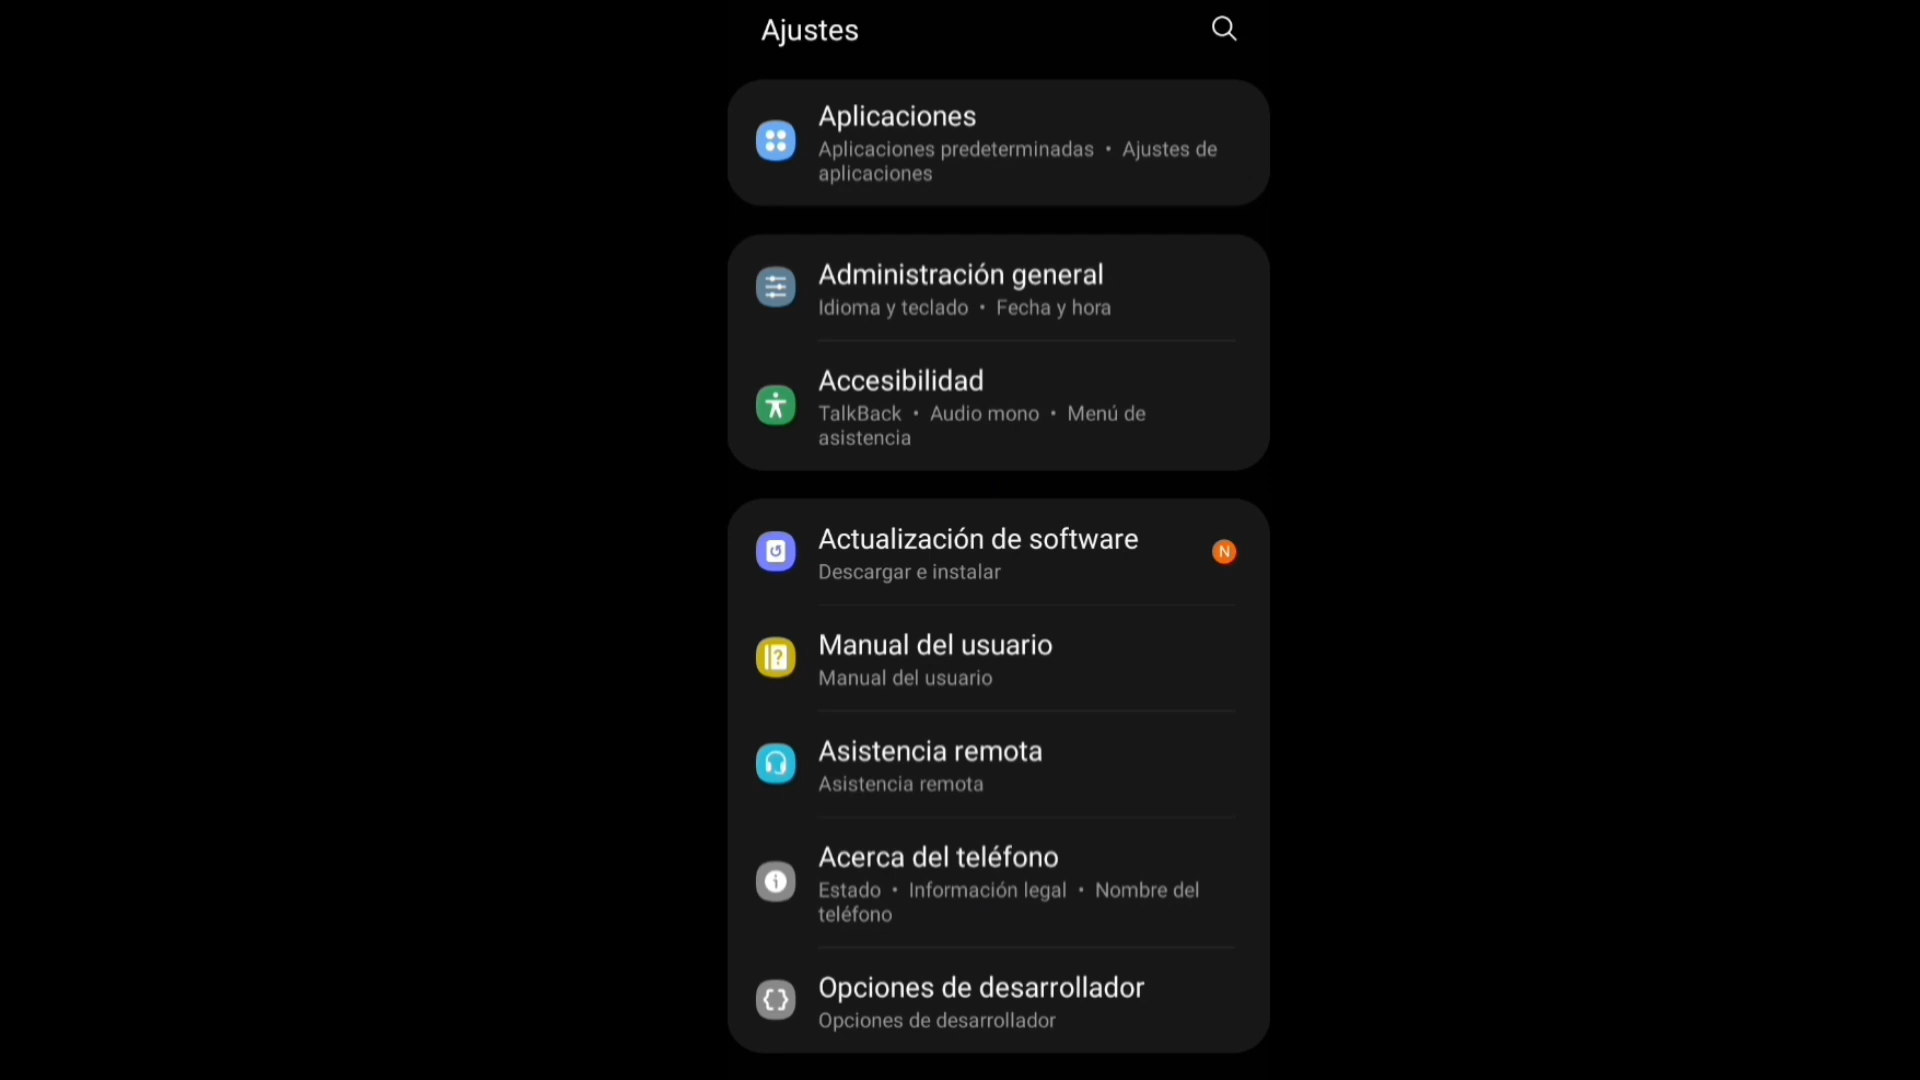 Ajustes
Aplicaciones
Aplicaciones predeterminadas • Ajustes de
aplicaciones
Administración general
Idioma y teclado • Fecha y hora
Accesibilidad
TalkBack • Audio mono • Menú de
asistencia
Actualización de software
N
Descargar e instalar
Manual del usuario
Manual del usuario
Asistencia remota
Asistencia remota
Acerca del teléfono
Estado • Información legal • Nombre del
teléfono
Opciones de desarrollador
Opciones de desarrollador